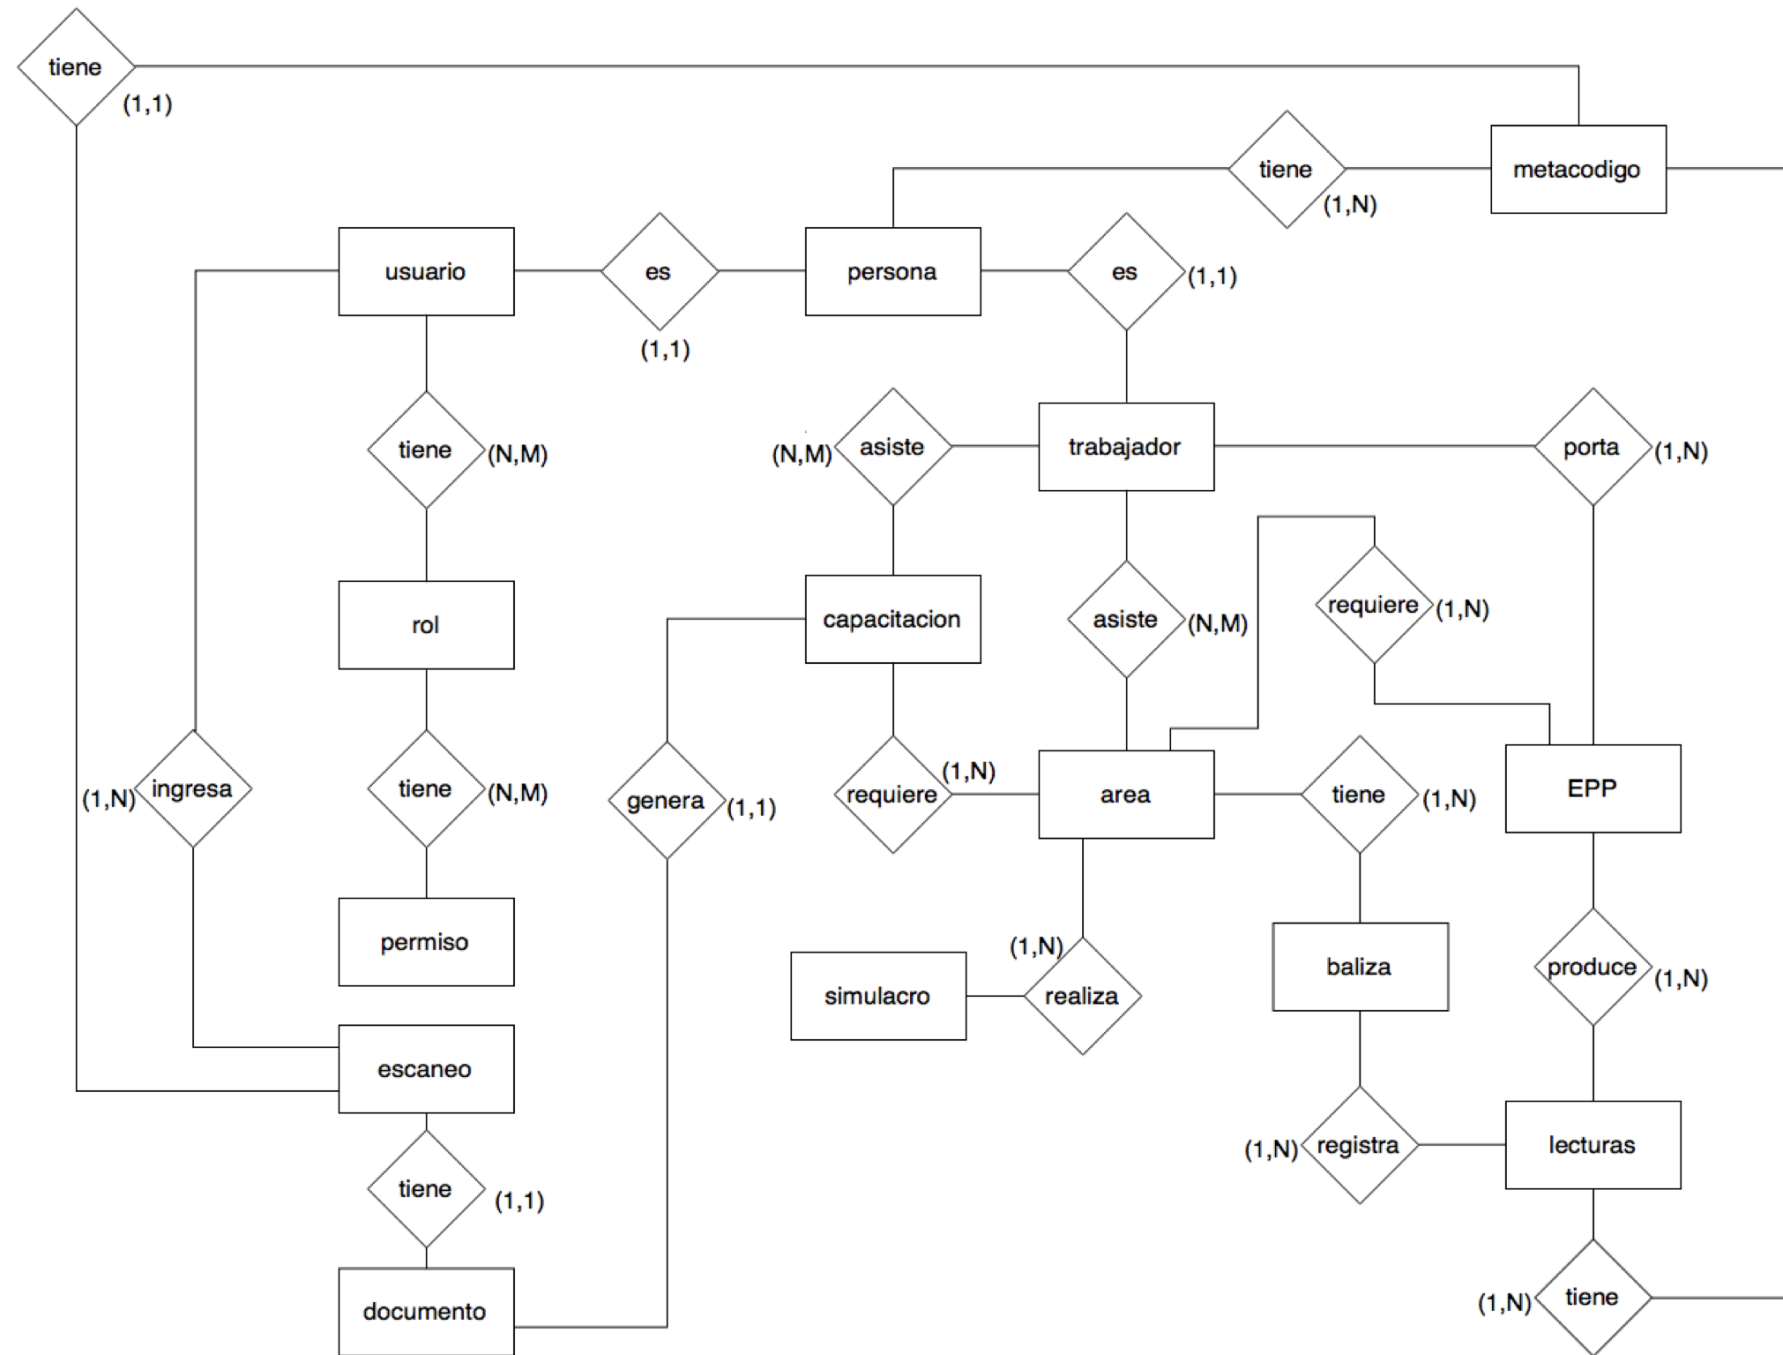 tiene
(1,1)
tiene
(1,N)
metacodigo
usuario
es
(1,1)
persona
es
(1,1)
tiene
(N,M)
(N,M)
asiste
trabajador
porta
(1,N)
rol
capacitacion
asiste
(N,M)
requiere
(1,N)
(1,N)
ingresa
tiene
(N,M)
genera
(1,1)
requiere
(1,N)
area
tiene
(1,N)
EPP
permiso
simulacro
(1,N)
realiza
baliza
produce
(1,N)
escaneo
(1,N)
registra
lecturas
tiene
(1,1)
documento
(1,N)
tiene